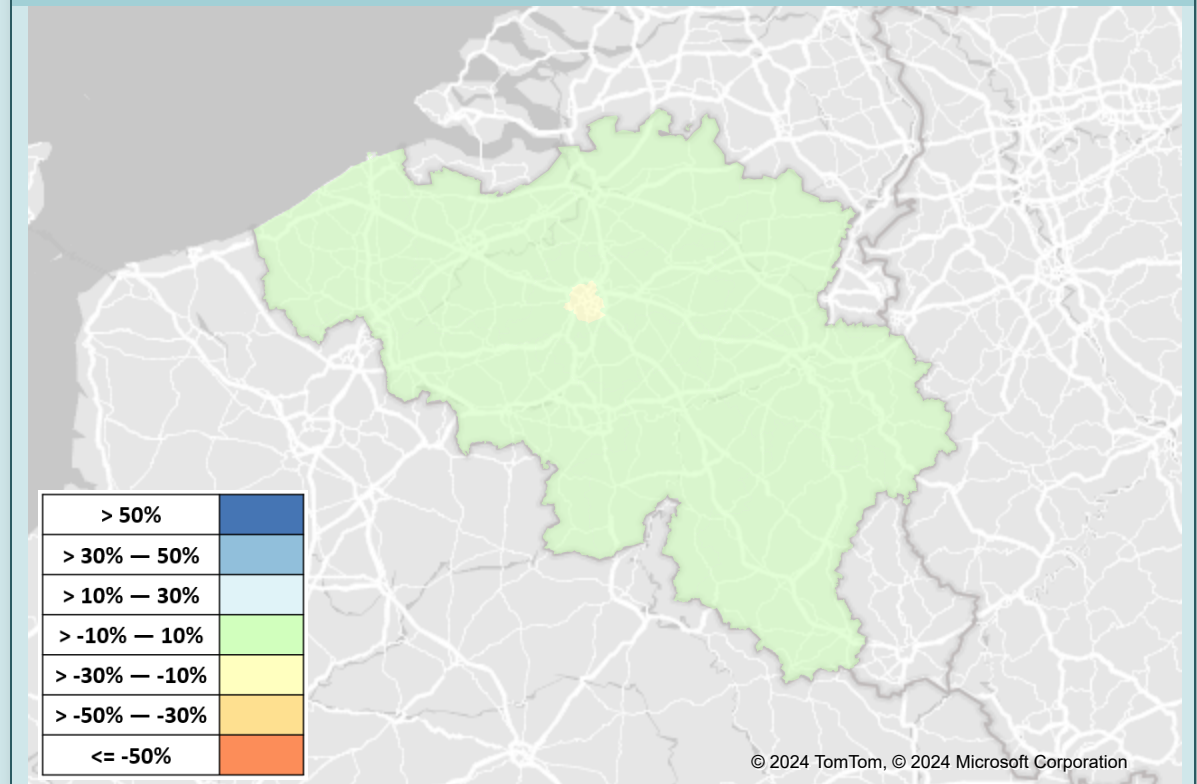 > 50%
> 30% — 50%
> 10% — 30%
> -10% — 10%
> -30% — -10%
> -50% — -30%
<= -50%
© 2024 TomTom, © 2024 Microsoft Corporation